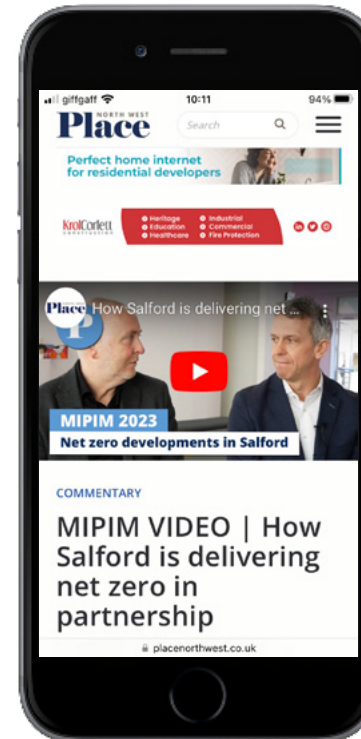 giffgaff
10:11
94%
NORTH WEST
Place
Search
Perfect home internet
for residential developers
KrolCorlett
CONSTRUCTION
Heritage
Education
Healthcare
Industrial
Commercial
Fire Protection
Place
How Salford is delivering net ...
P
MIPIM 2023
Net zero developments in Salford
COMMENTARY
MIPIM VIDEO | How
Salford is delivering
net zero in
partnership
placenorthwest.co.uk